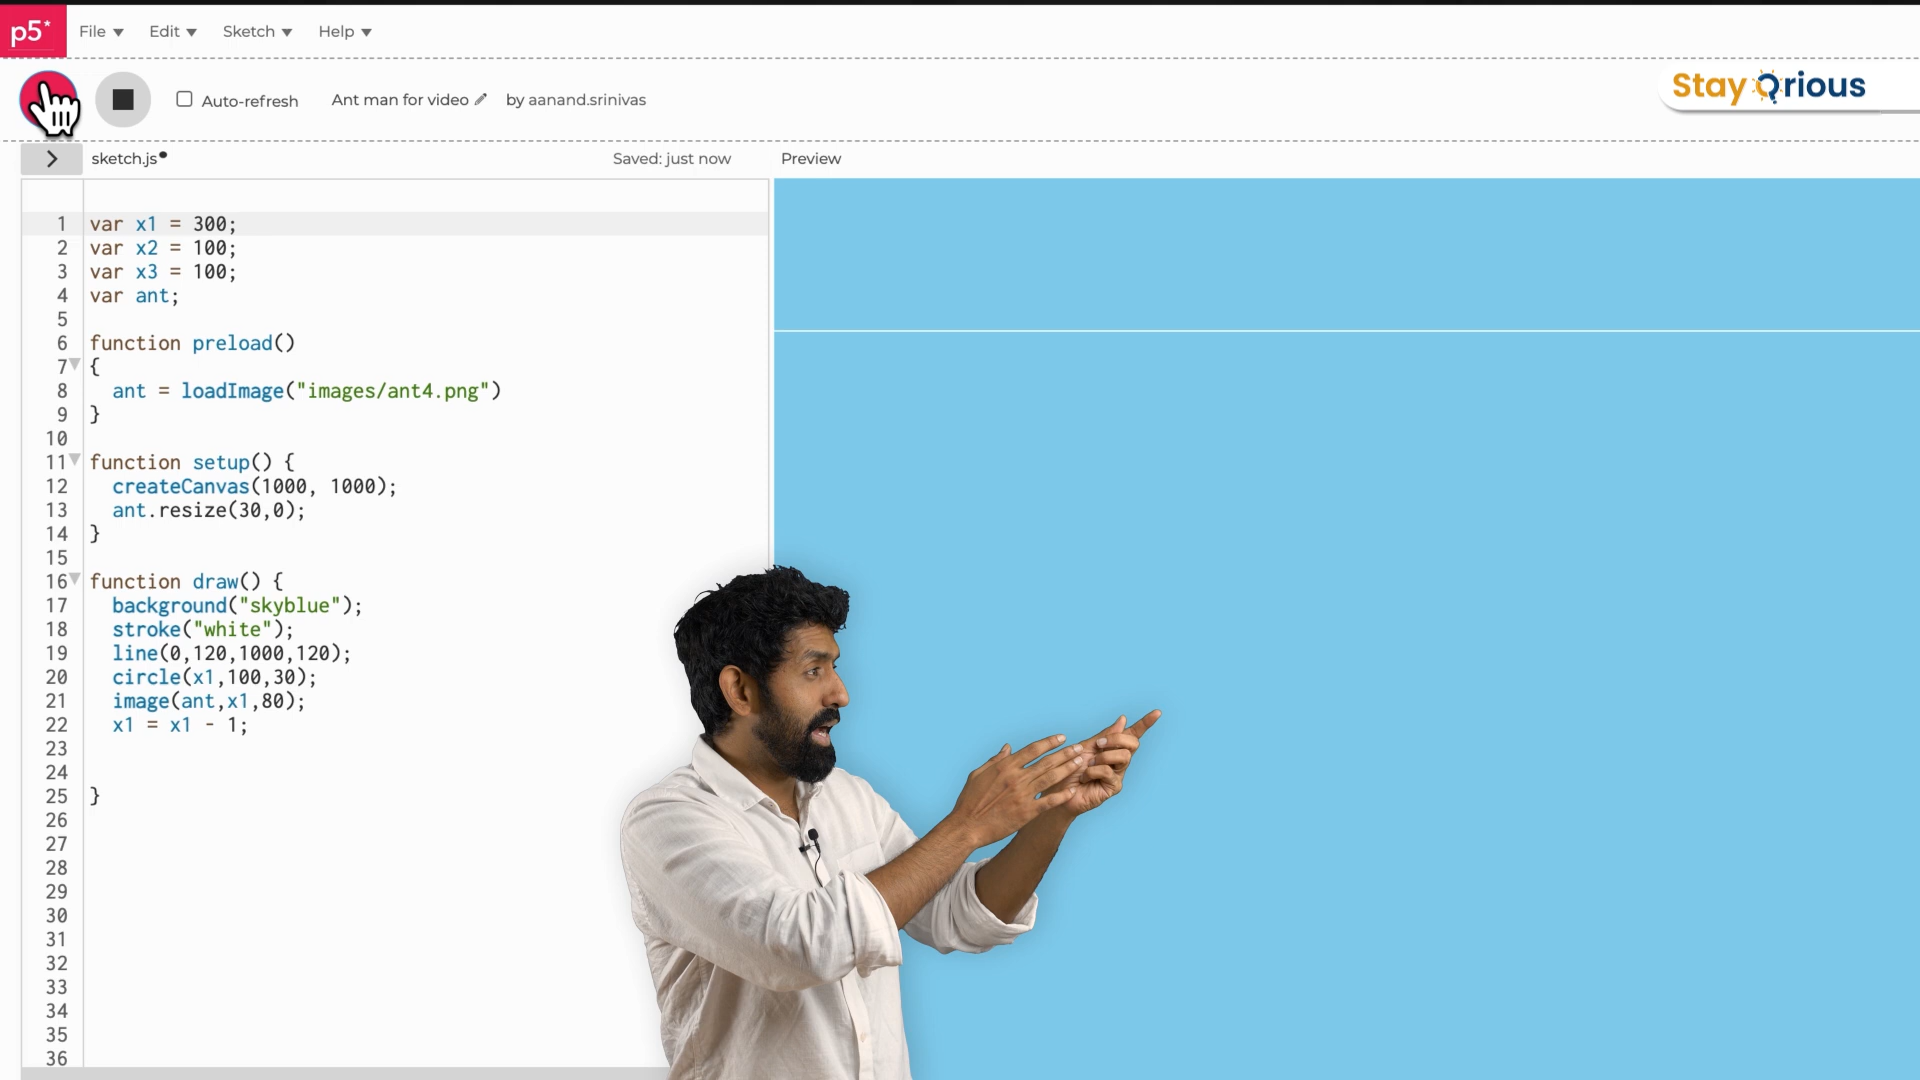 p5* File Edit Sketch Help
Auto-refresh Ant man for video by aanand.srinivas
Stay Qrious
sketch.js Saved: just now Preview
1 var x1 = 300;
2 var x2 = 100;
3 var x3 = 100;
4 var ant;
5
6 function preload()
7 {
8 ant = loadImage("images/ant4.png")
9 }
10
11 function setup() {
12 createCanvas(1000, 1000);
13 ant.resize(30,0);
14 }
15
16 function draw() {
17 background("skyblue");
18 stroke("white");
19 line(0,120,1000,120);
20 circle(x1,100,30);
21 image(ant,x1,80);
22 x1 = x1 - 1;
23
24
25 }
26
27
28
29
30
31
32
33
34
35
36